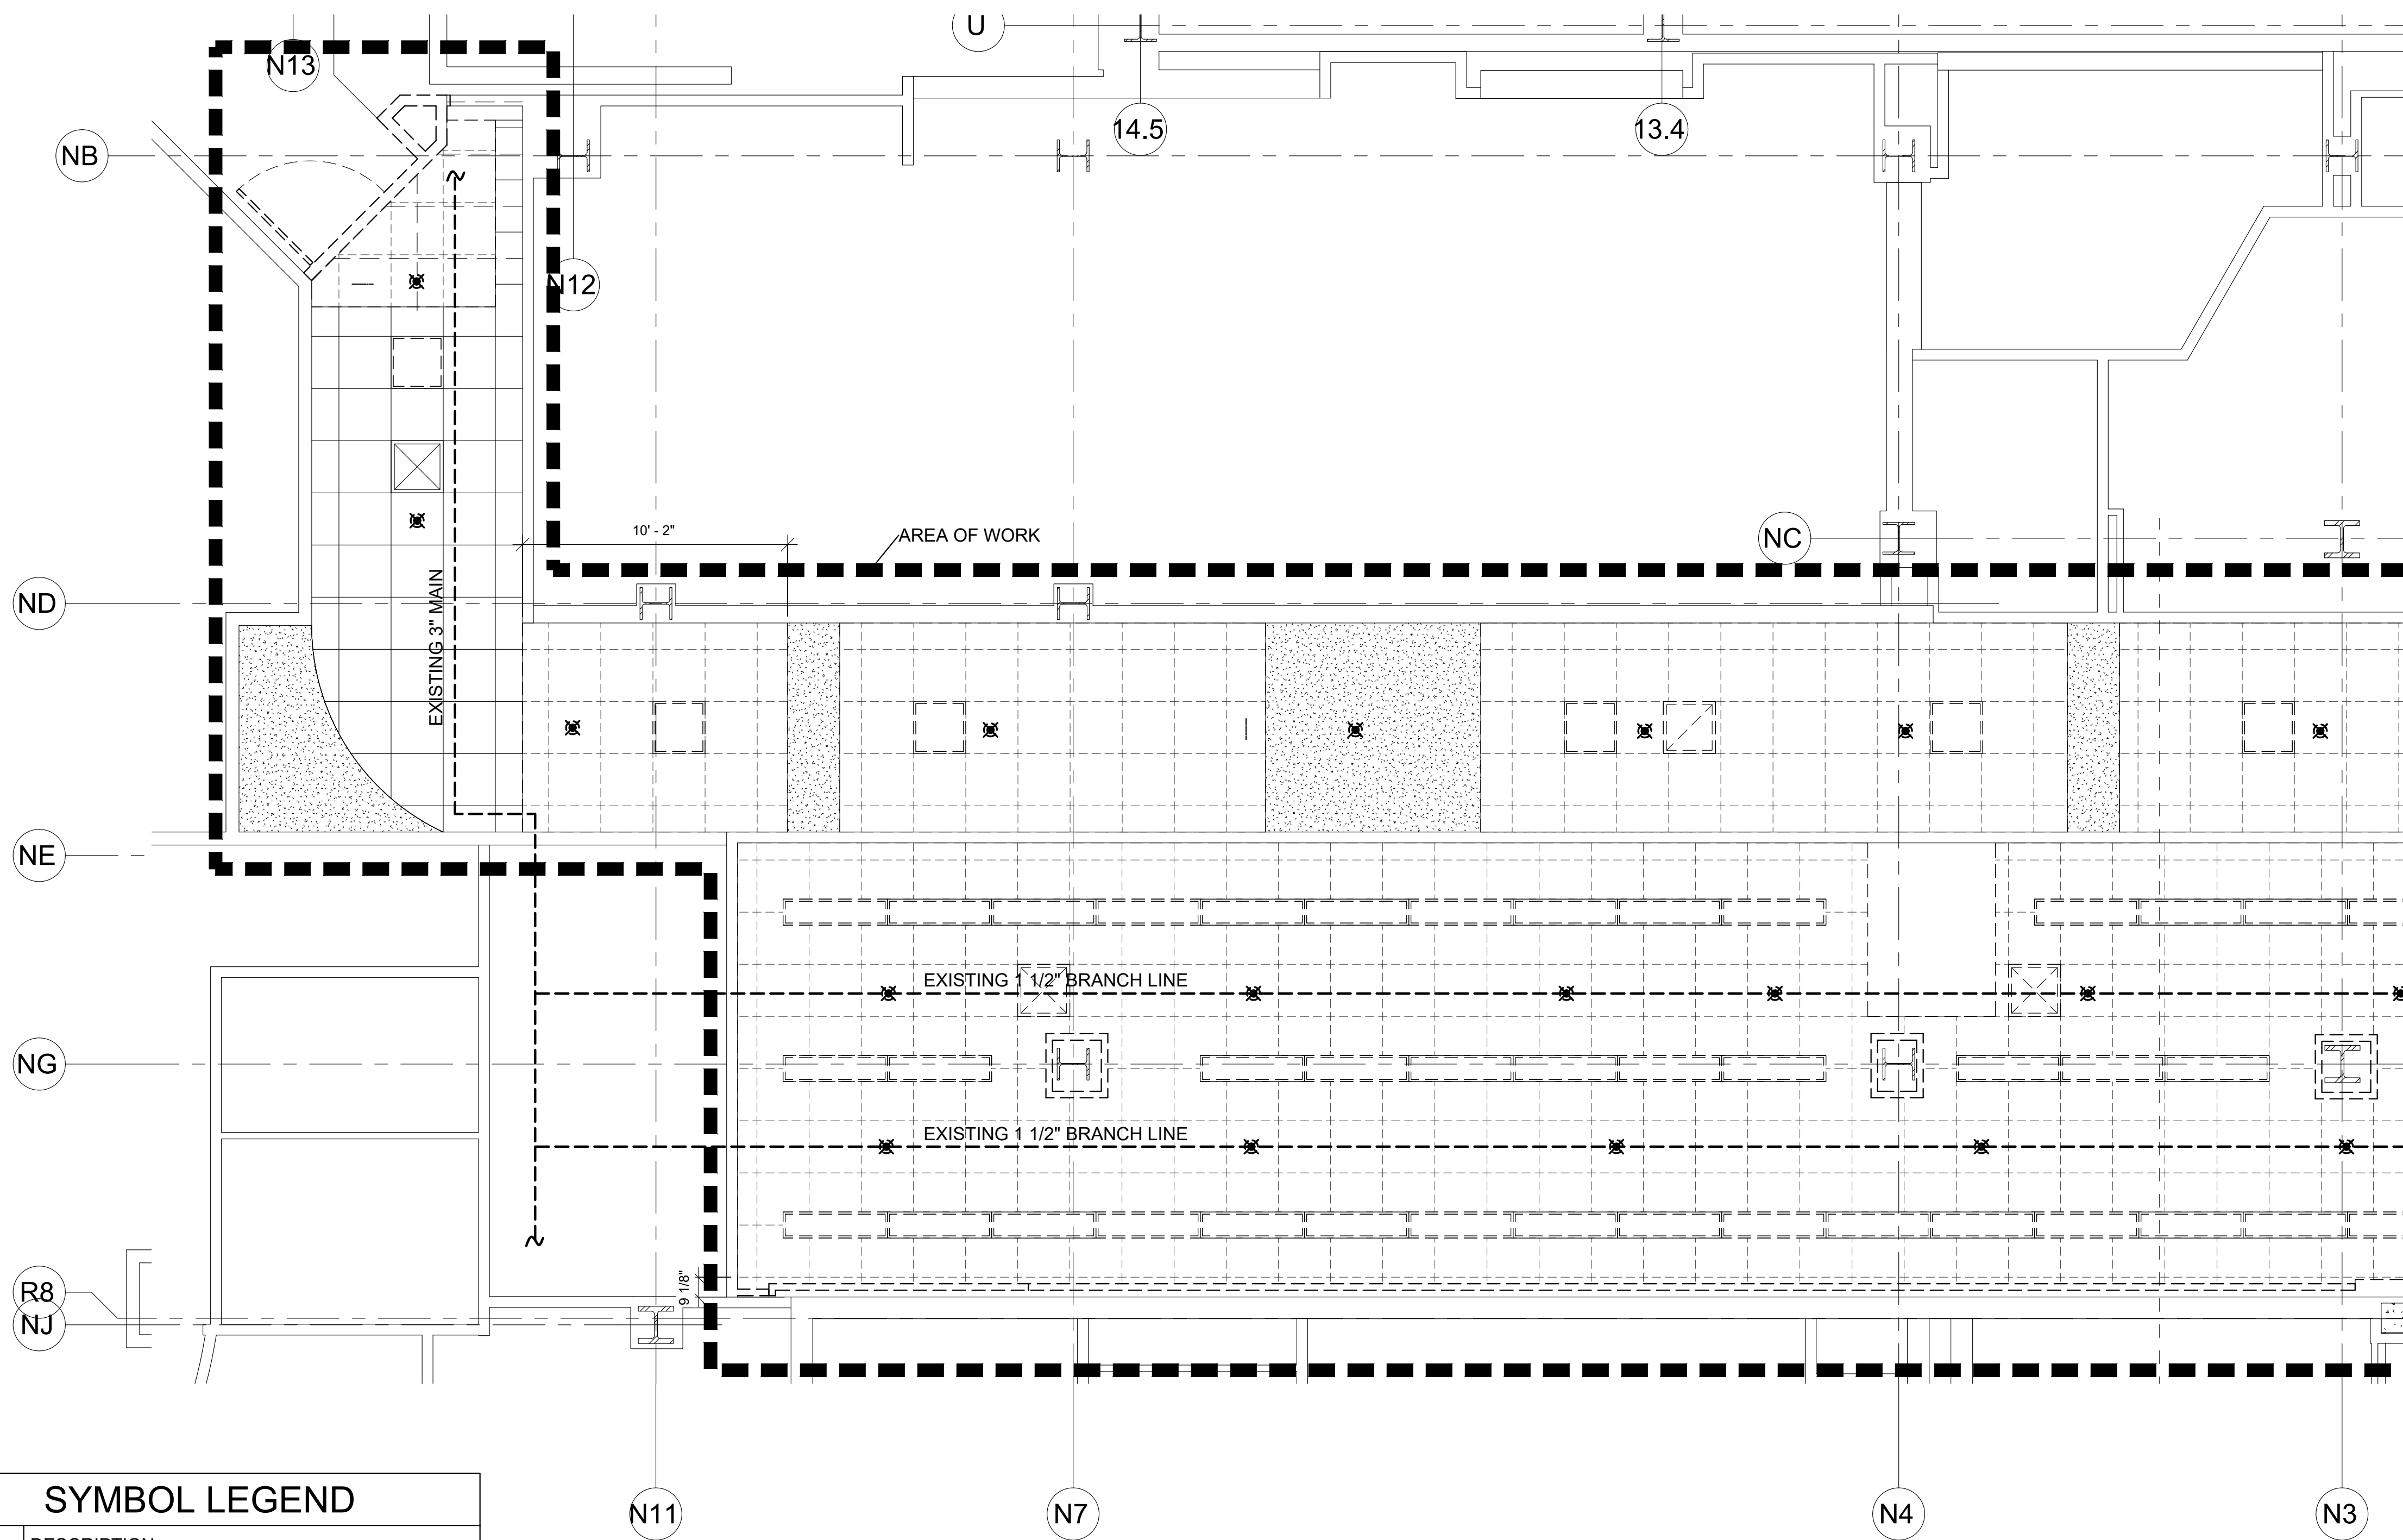 U
N13
14.5
13.4
NB
N12
10' - 2"
AREA OF WORK
NC
ND
EXISTING 3" MAIN
NE
EXISTING 1 1/2" BRANCH LINE
NG
EXISTING 1 1/2" BRANCH LINE
9 1/8"
R8
NJ
SYMBOL LEGEND
N11
N7
N4
N3
DESCRIPTION